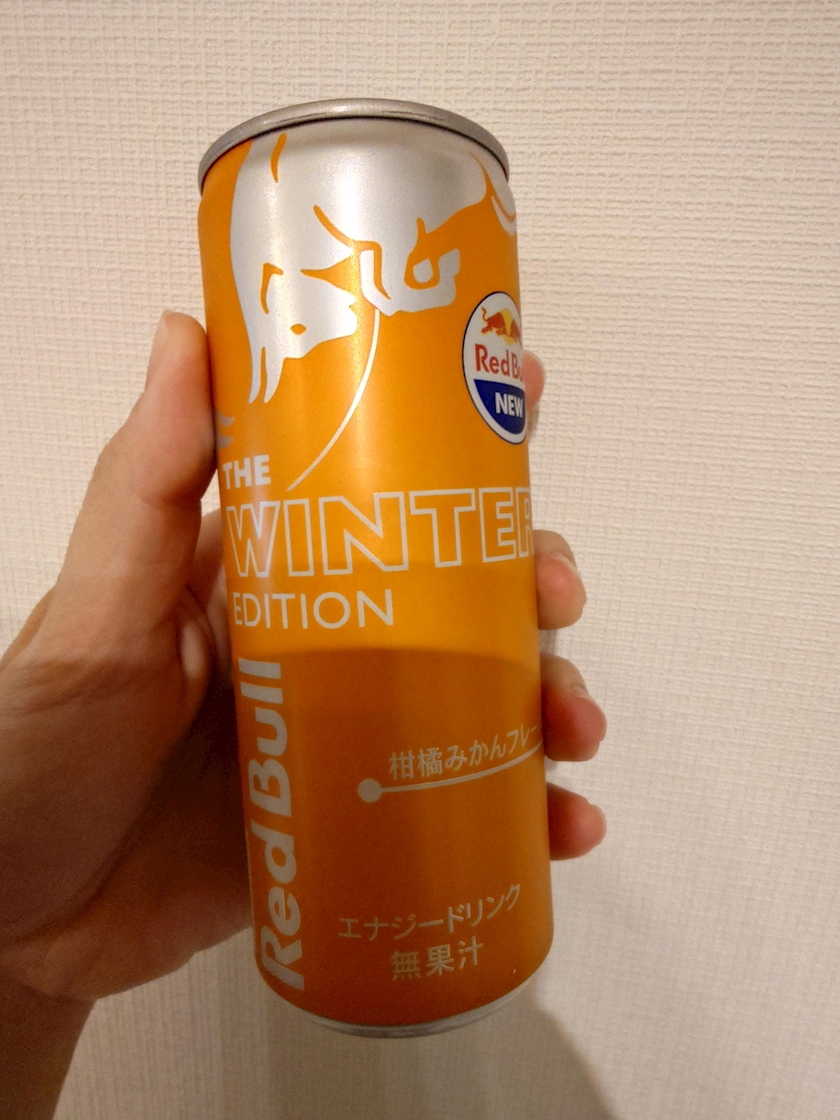 Red Bu
NEW
THE
WINTER
EDITION
Red Bull
柑橘みかんフレー
エナジードリンク
無果汁